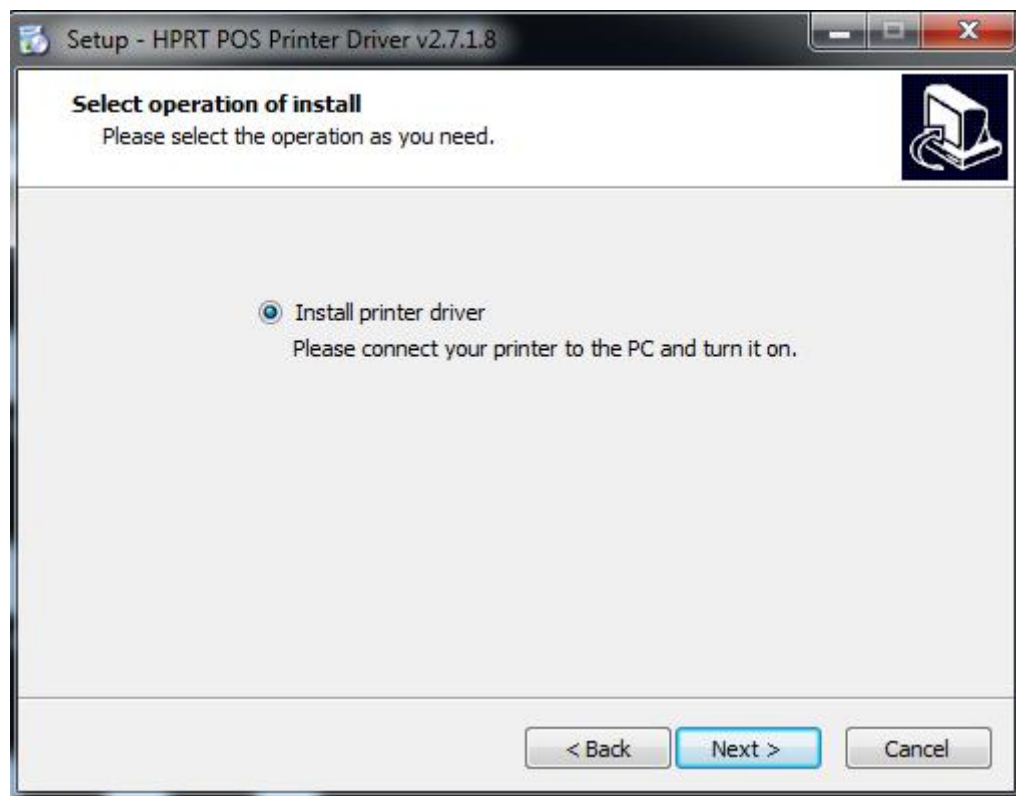 Setup - HPRT POS Printer Driver v2.7.1.8
Select operation of install
Please select the operation as you need.
Install printer driver
Please connect your printer to the PC and turn it on.
< Back Next > Cancel